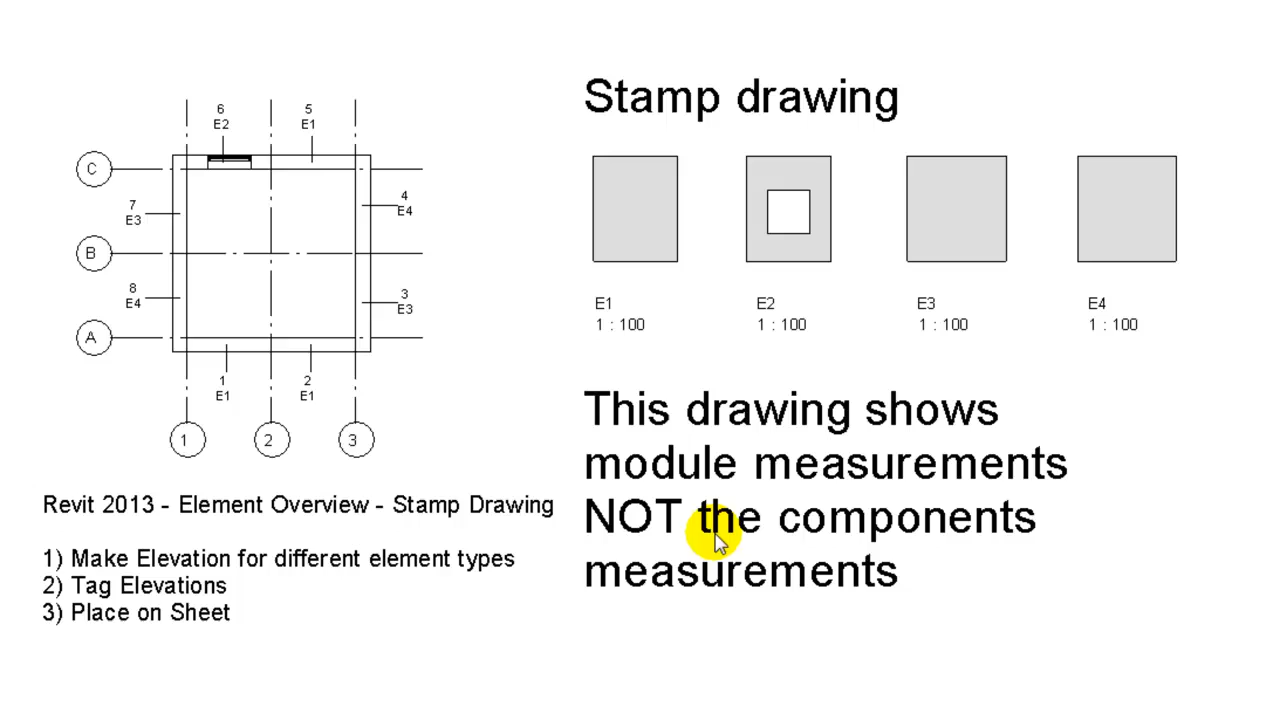 Stamp drawing
6
E2
5
E1
C
7
E3
4
E4
B
8
E4
3
E3
A
1
E1
2
E1
1
2
3
E1
1 : 100
E2
1 : 100
E3
1 : 100
E4
1 : 100
This drawing shows
module measurements
NOT the components
measurements
Revit 2013 - Element Overview - Stamp Drawing
1) Make Elevation for different element types
2) Tag Elevations
3) Place on Sheet